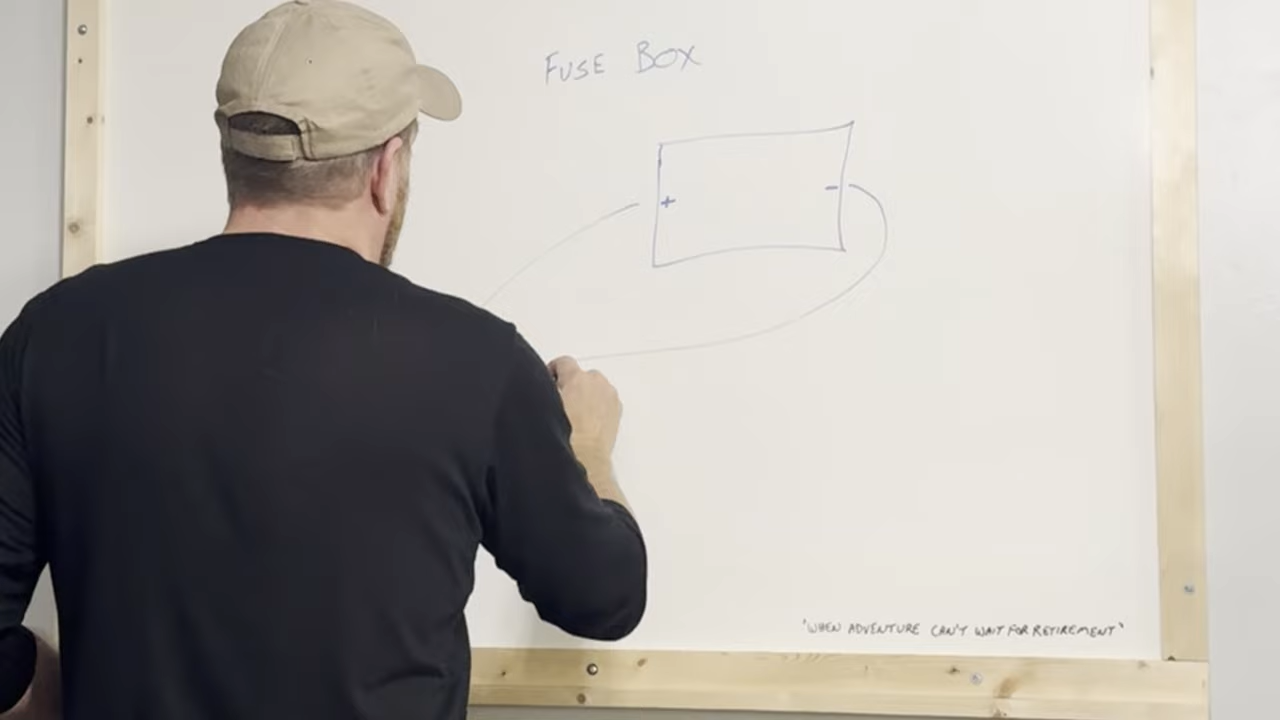 FUSE BOX
+
-
'WHEN ADVENTURE CAN'T WAIT FOR RETIREMENT'